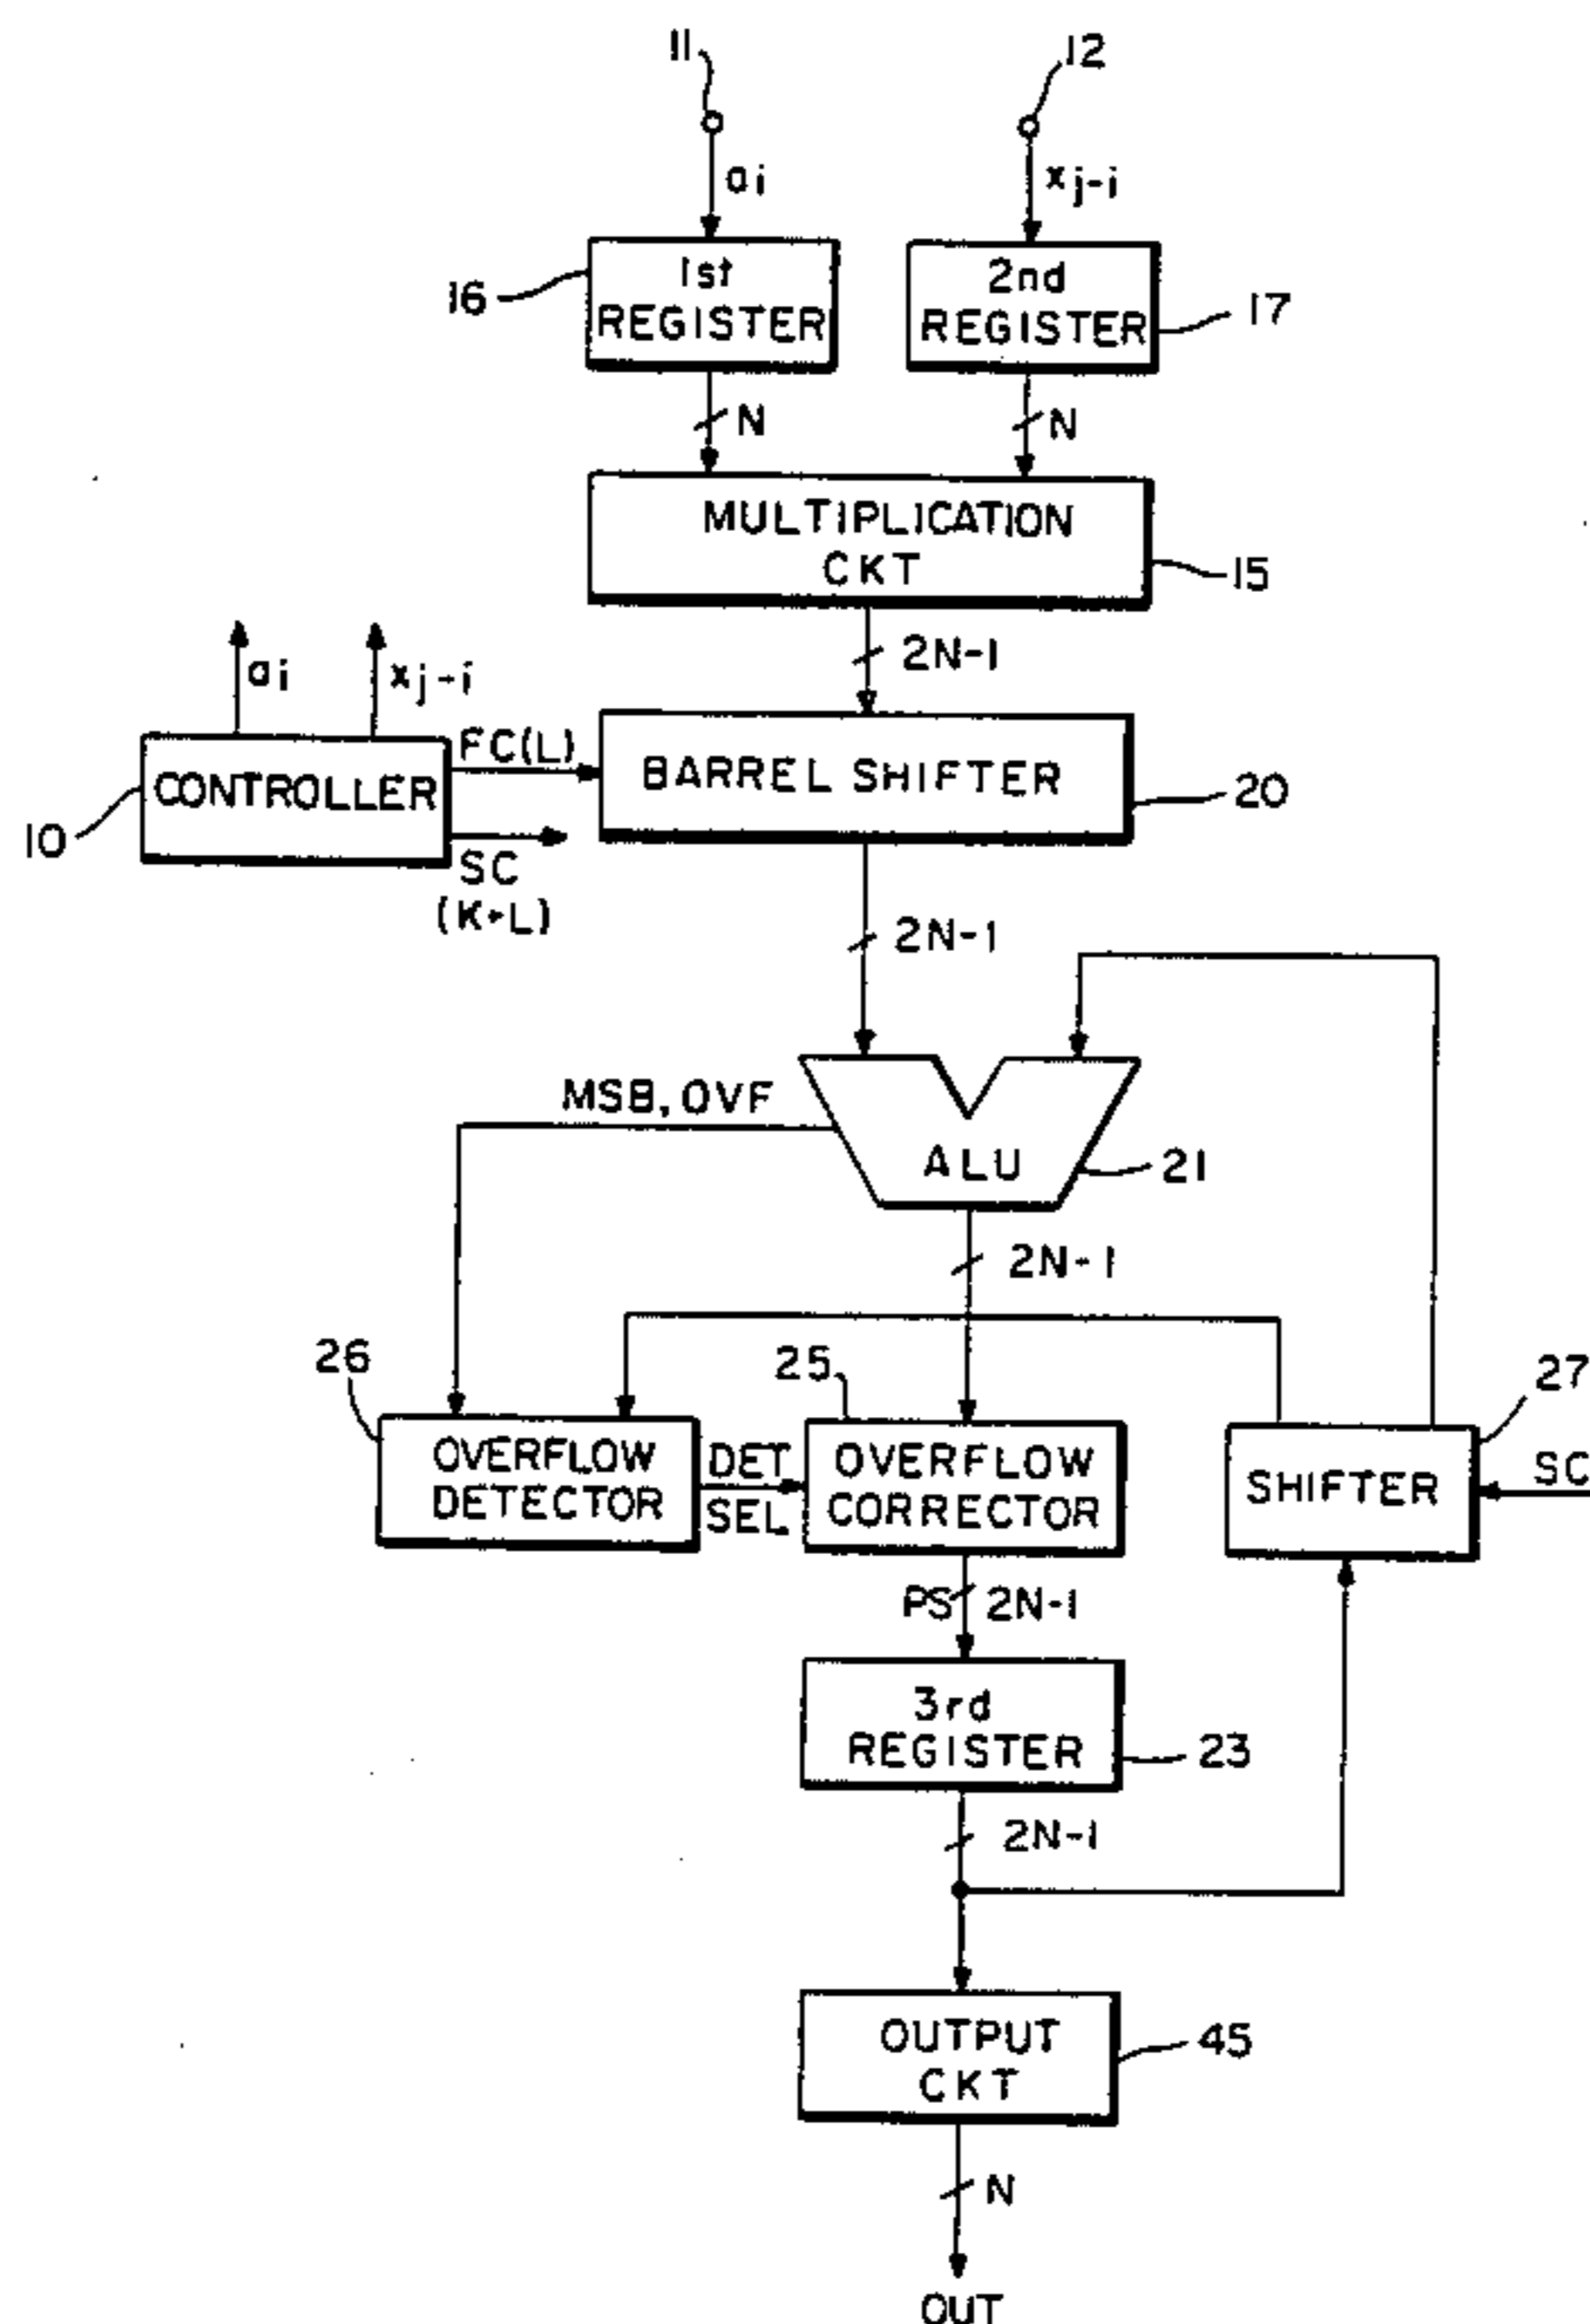 11
12
ai
xj-i
16
1st
REGISTER
2nd
REGISTER
17
N
N
MULTIPLICATION
CKT
15
2N-1
ai
xj-i
CONTROLLER
10
FC(L)
SC
(K+L)
BARREL SHIFTER
20
2N-1
MSB, OVF
ALU
21
2N-1
26
25
27
OVERFLOW
DETECTOR
DET
SEL
OVERFLOW
CORRECTOR
SHIFTER
SC
PS
2N-1
3rd
REGISTER
23
2N-1
OUTPUT
CKT
45
N
OUT